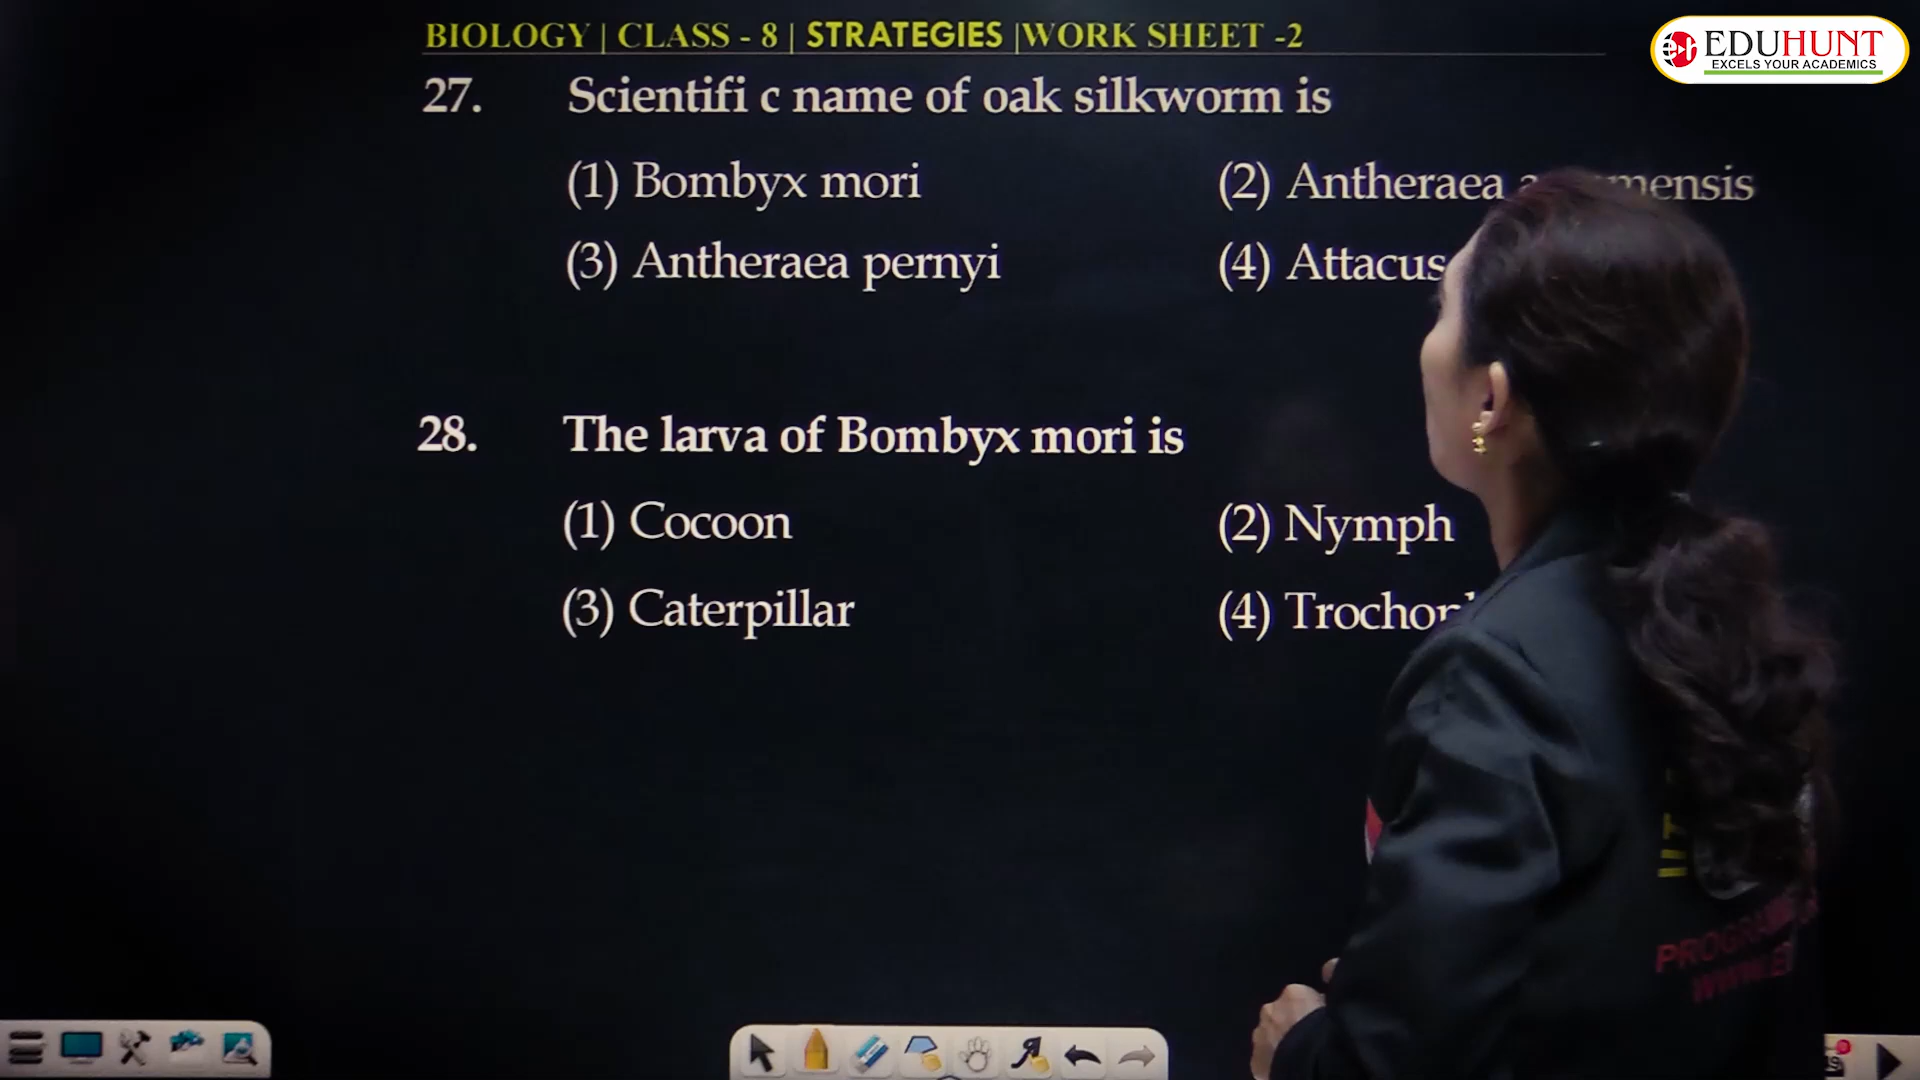 BIOLOGY | CLASS - 8 | STRATEGIES |WORK SHEET -2
EDUHUNT
EXCELS YOUR ACADEMICS
27. Scientifi c name of oak silkworm is
(1) Bombyx mori (2) Antheraea
(3) Antheraea pernyi (4) Attacus
28. The larva of Bombyx mori is
(1) Cocoon (2) Nymph
(3) Caterpillar (4)